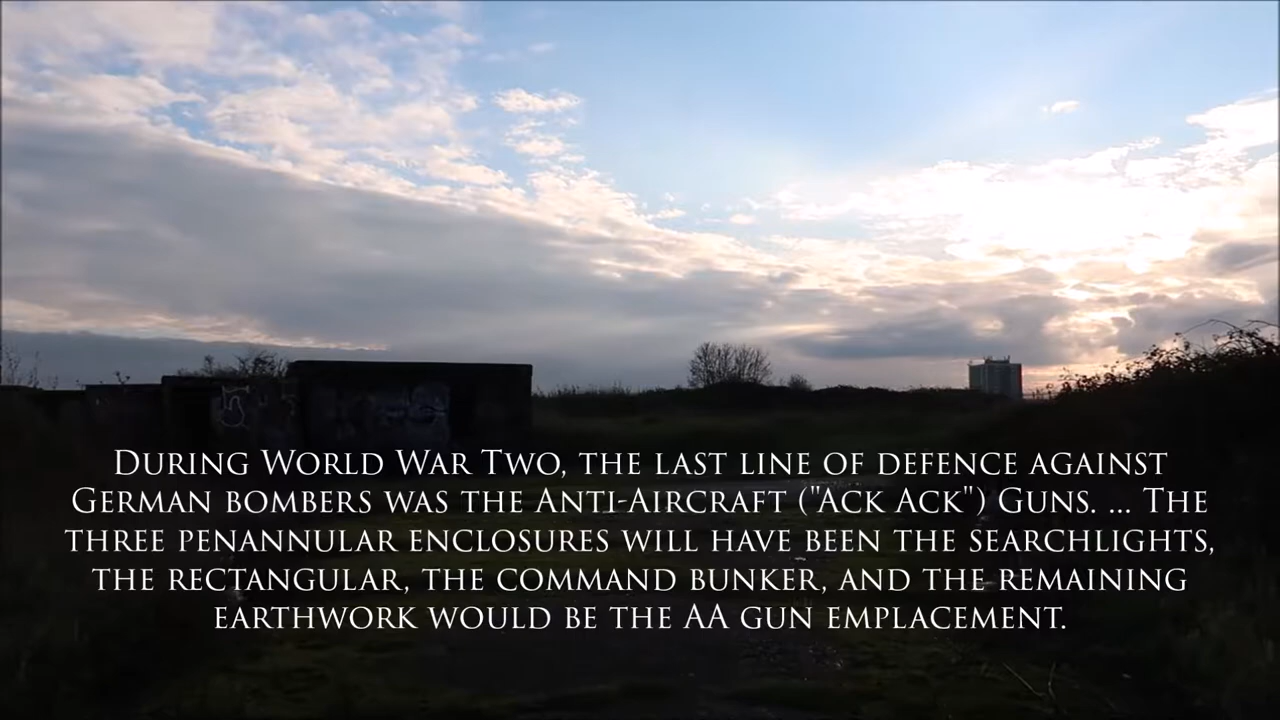 During World War Two, the last line of defence against
German bombers was the Anti-Aircraft ("Ack Ack") Guns. ... The
three penannular enclosures will have been the searchlights,
the rectangular, the command bunker, and the remaining
earthwork would be the AA gun emplacement.